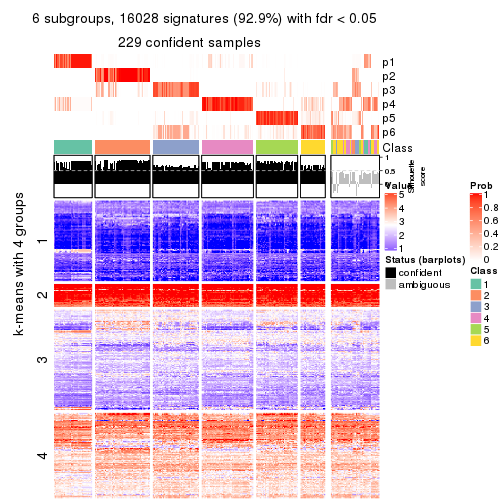 6 subgroups, 16028 signatures (92.9%) with fdr < 0.05
229 confident samples
p1
p2
p3
p4
p5
p6
Class
1
0.5
0
Silhouette
score
k-means with 4 groups
1
2
3
4
Value
5
4
3
2
1
Status (barplots)
confident
ambiguous
Prob
1
0.8
0.6
0.4
0.2
0
Class
1
2
3
4
5
6